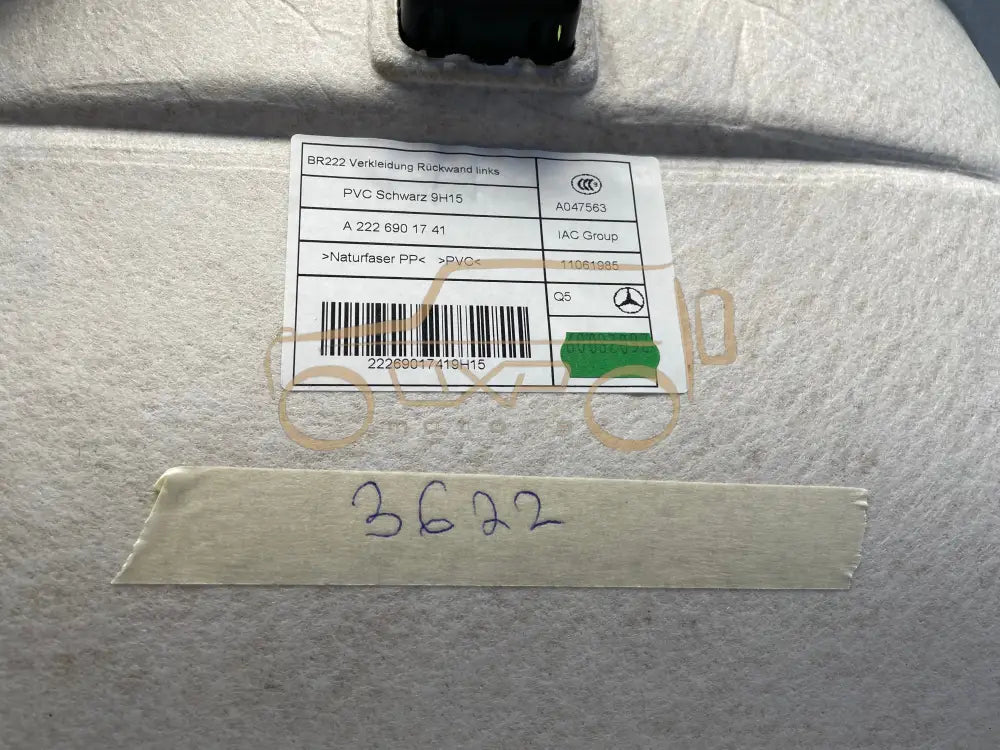 BR222 Verkleidung Rückwand links
PVC Schwarz 9H15
A 222 690 17 41
>Naturfaser PP< >PVC<
A047563
IAC Group
11061985
Q5
22269017419H15
motors
3622